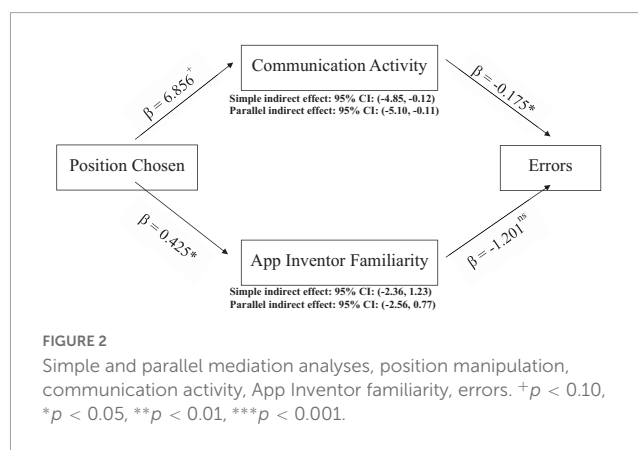 Communication Activity
β = 6.856⁺
β = -0.175*
Simple indirect effect: 95% CI: (-4.85, -0.12)
Parallel indirect effect: 95% CI: (-5.10, -0.11)
Position Chosen
Errors
β = 0.425*
β = -1.201ⁿˢ
App Inventor Familiarity
Simple indirect effect: 95% CI: (-2.36, 1.23)
Parallel indirect effect: 95% CI: (-2.56, 0.77)
FIGURE 2
Simple and parallel mediation analyses, position manipulation,
communication activity, App Inventor familiarity, errors. ⁺p < 0.10,
*p < 0.05, **p < 0.01, ***p < 0.001.